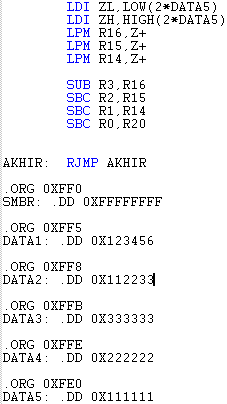 LDI ZL,LOW(2*DATA5)
LDI ZH,HIGH(2*DATA5)
LPM R16,Z+
LPM R15,Z+
LPM R14,Z+
SUB R3,R16
SBC R2,R15
SBC R1,R14
SBC R0,R20
AKHIR: RJMP AKHIR
.ORG 0XFF0
SMBR: .DD 0XFFFFFFFF
.ORG 0XFF5
DATA1: .DD 0X123456
.ORG 0XFF8
DATA2: .DD 0X112233
.ORG 0XFFB
DATA3: .DD 0X333333
.ORG 0XFFE
DATA4: .DD 0X222222
.ORG 0XFE0
DATA5: .DD 0X111111